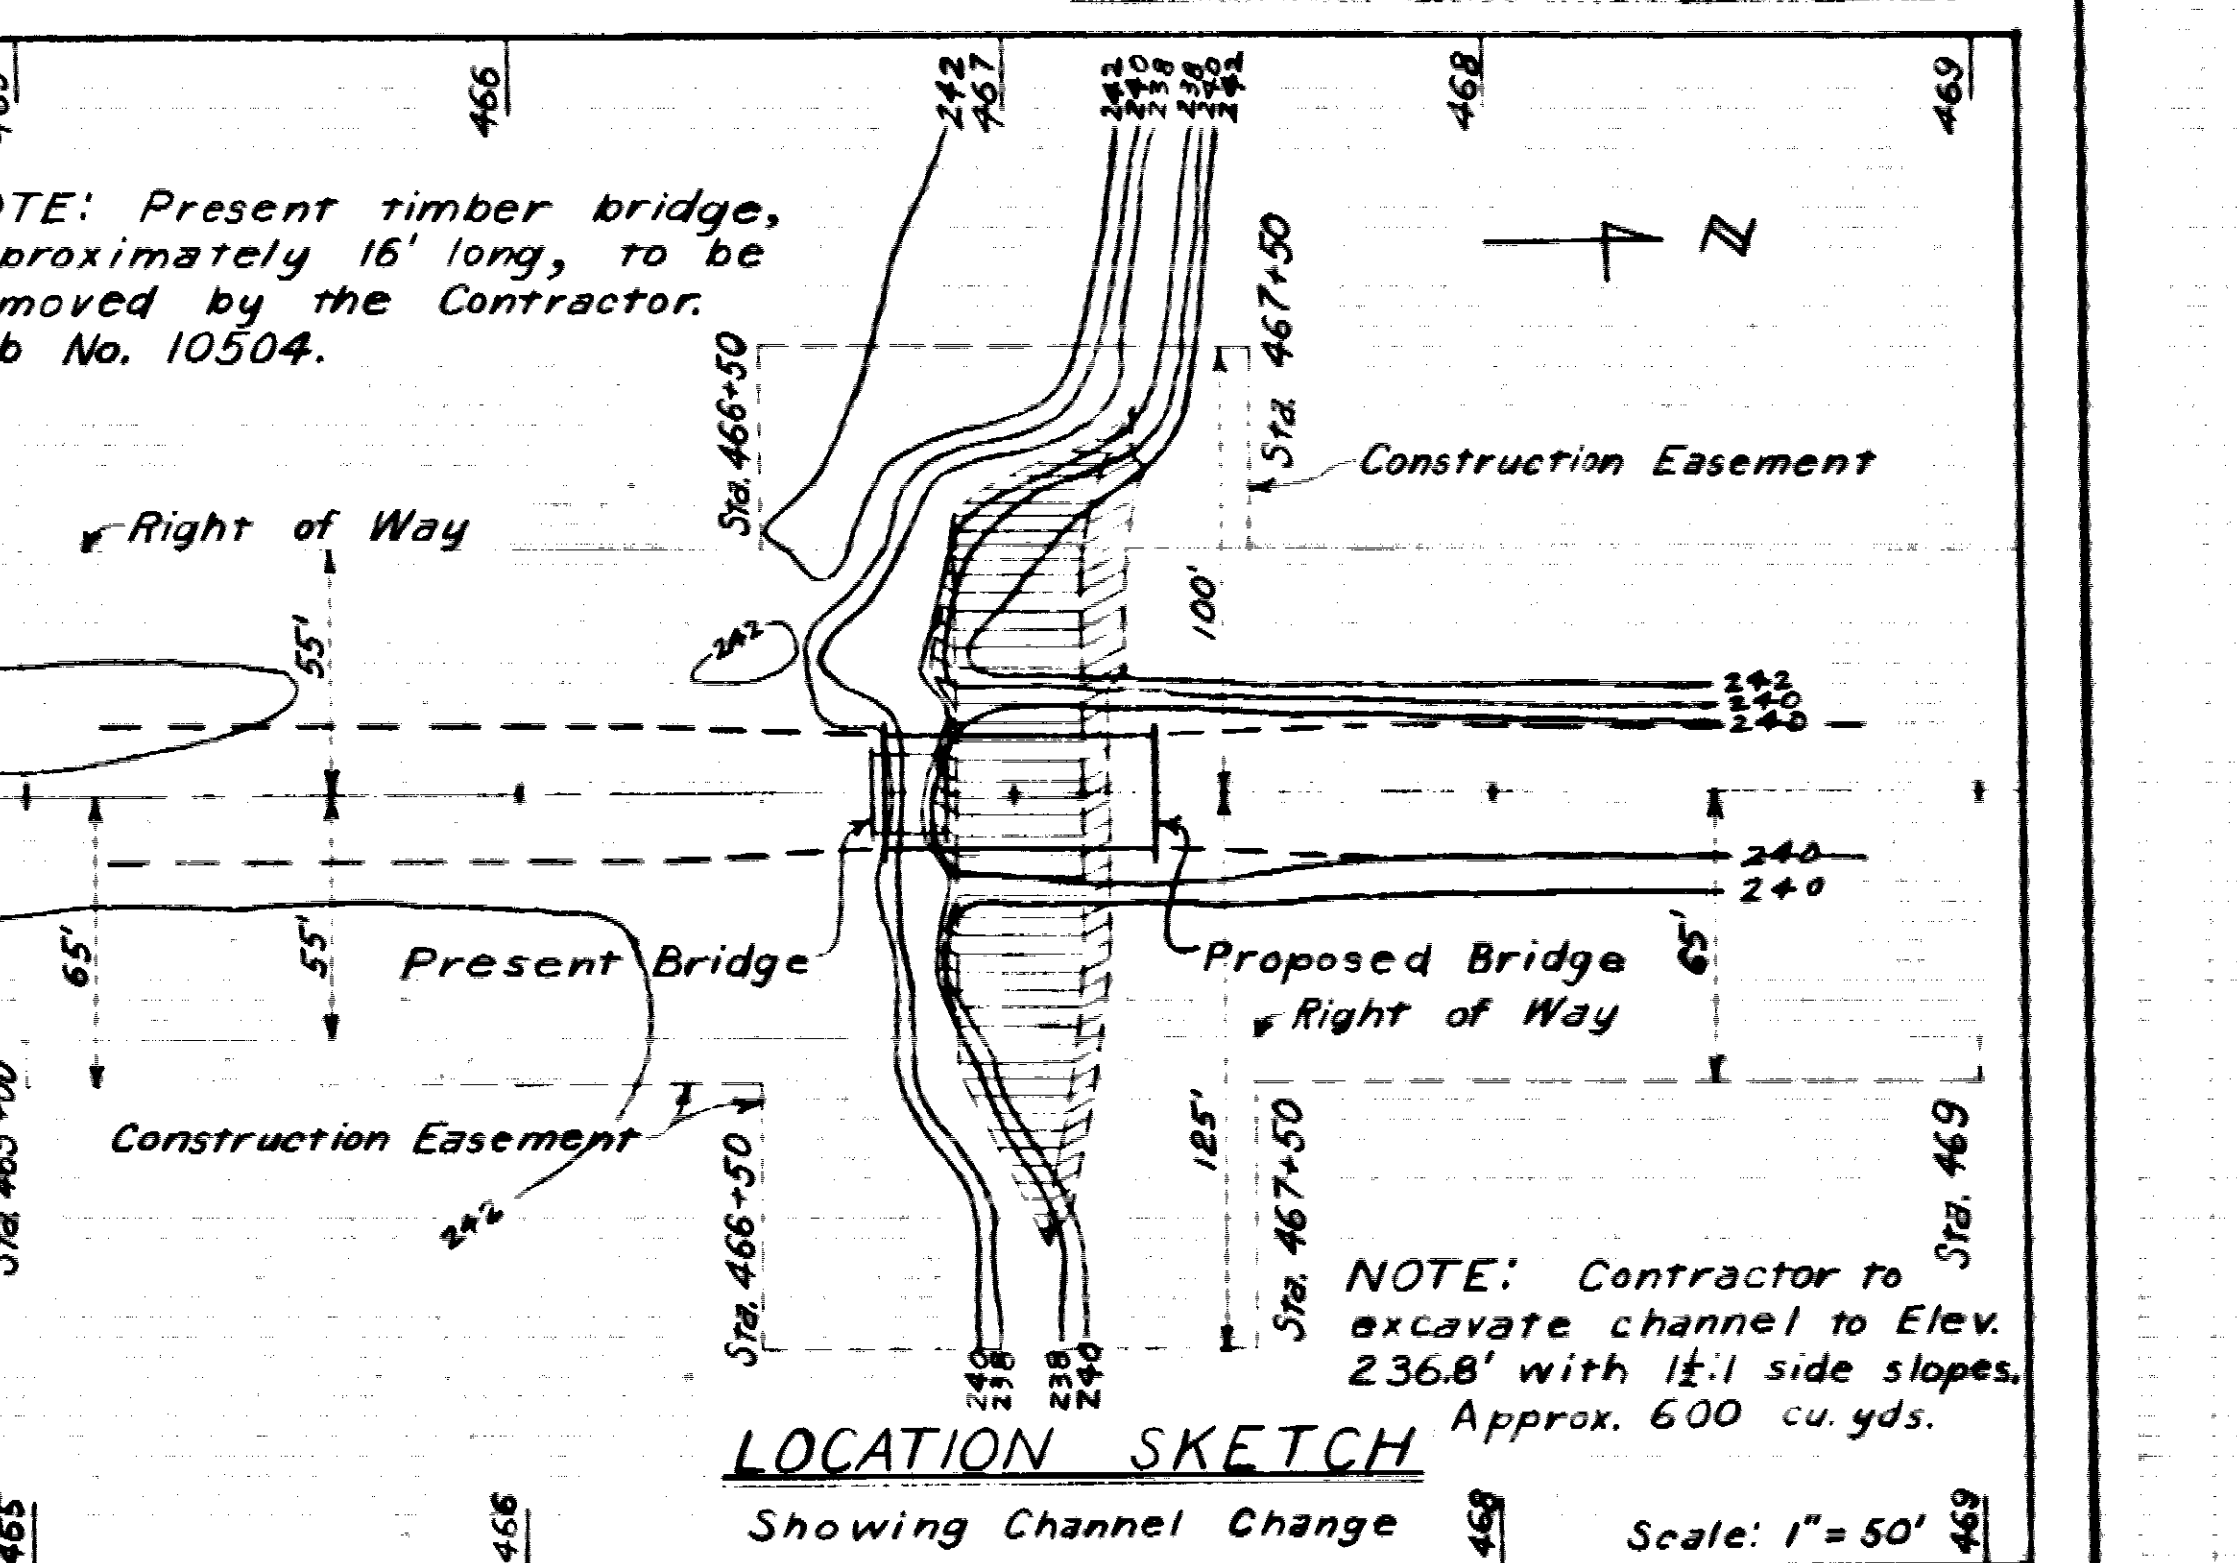 466
242
467
242
240
238
238
240
242
468
469
OTE: Present timber bridge,
proximately 16' long, to be
moved by the Contractor.
b No. 10504.
Sta. 466+50
Sta. 467+50
N
Construction Easement
Right of Way
55'
100'
242
242
240
240
240
240
65'
55'
Present Bridge
Proposed Bridge
65'
Right of Way
Construction Easement
242
Sta. 466+50
125'
Sta. 467+50
Sta. 469
240
238
238
240
NOTE: Contractor to
excavate channel to Elev.
236.8' with 1±:1 side slopes.
Approx. 600 cu. yds.
LOCATION SKETCH
Showing Channel Change
Scale: 1"= 50'
465
466
468
469